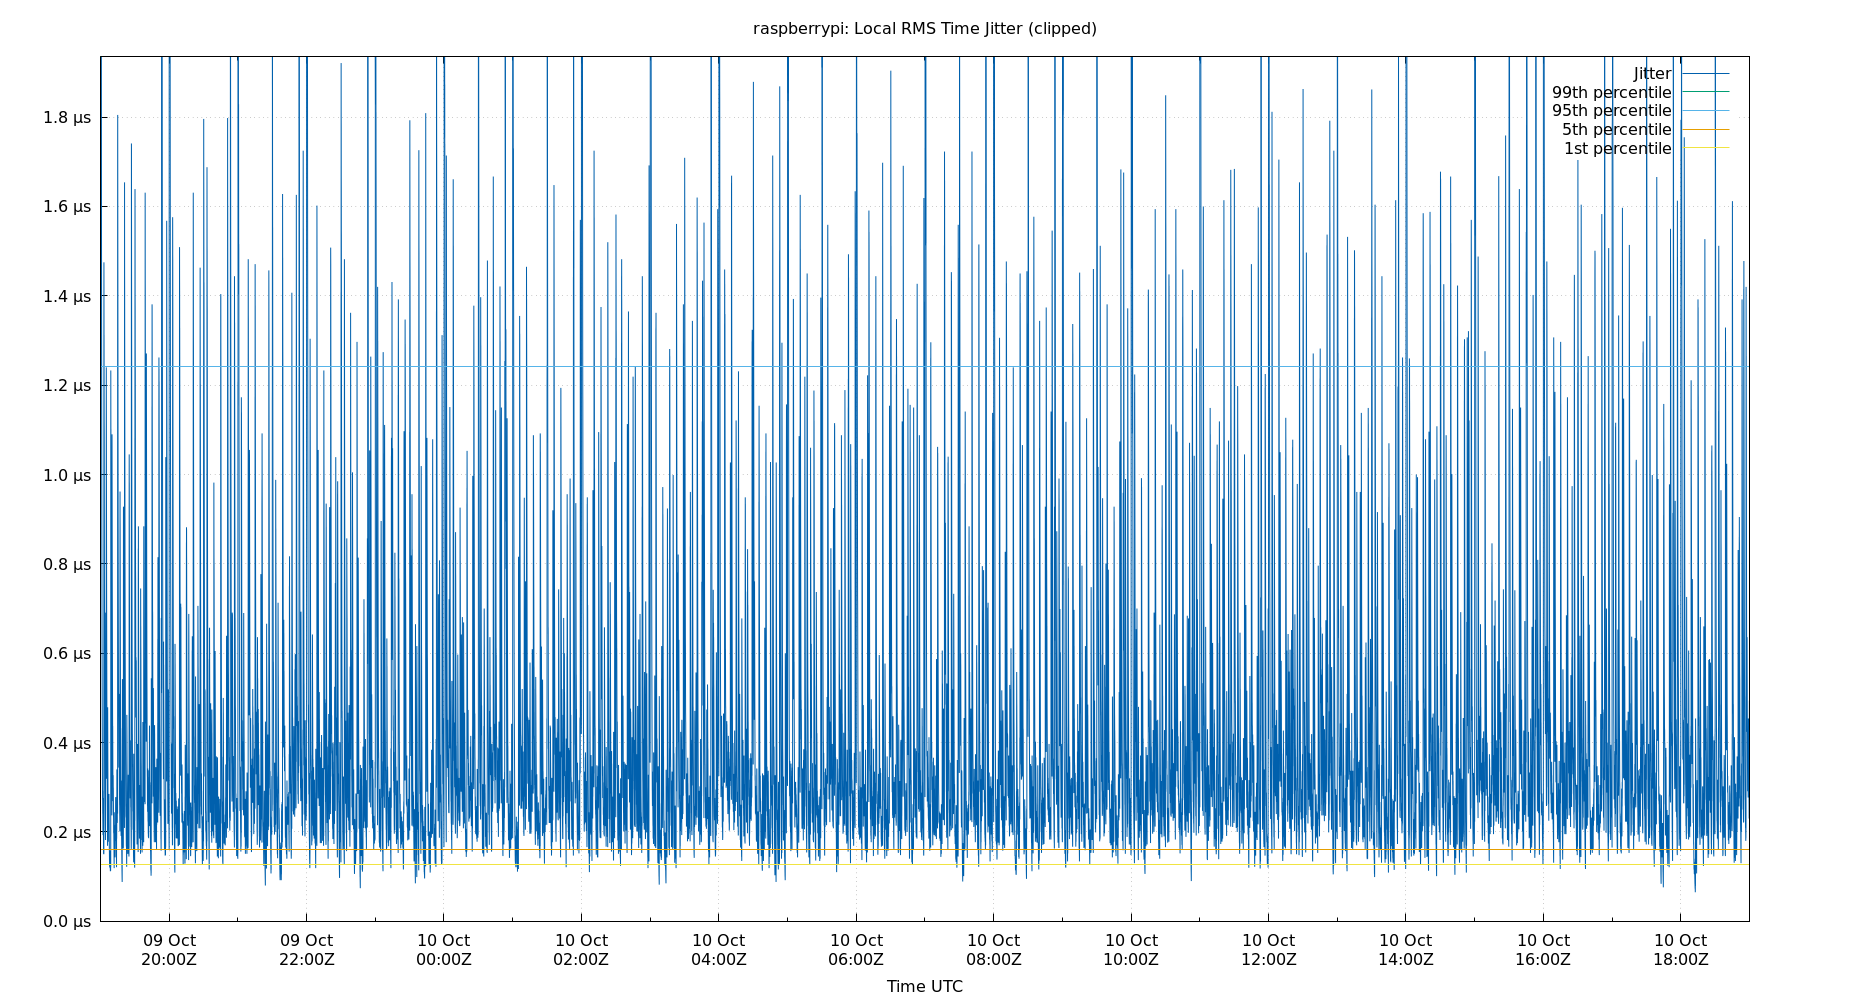 raspberrypi: Local RMS Time Jitter (clipped)
Jitter
99th percentile
95th percentile
5th percentile
1st percentile
1.8 µs
1.6 µs
1.4 µs
1.2 µs
1.0 µs
0.8 µs
0.6 µs
0.4 µs
0.2 µs
0.0 µs
09 Oct 09 Oct 10 Oct 10 Oct 10 Oct 10 Oct 10 Oct 10 Oct 10 Oct 10 Oct 10 Oct 10 Oct
20:00Z 22:00Z 00:00Z 02:00Z 04:00Z 06:00Z 08:00Z 10:00Z 12:00Z 14:00Z 16:00Z 18:00Z
Time UTC